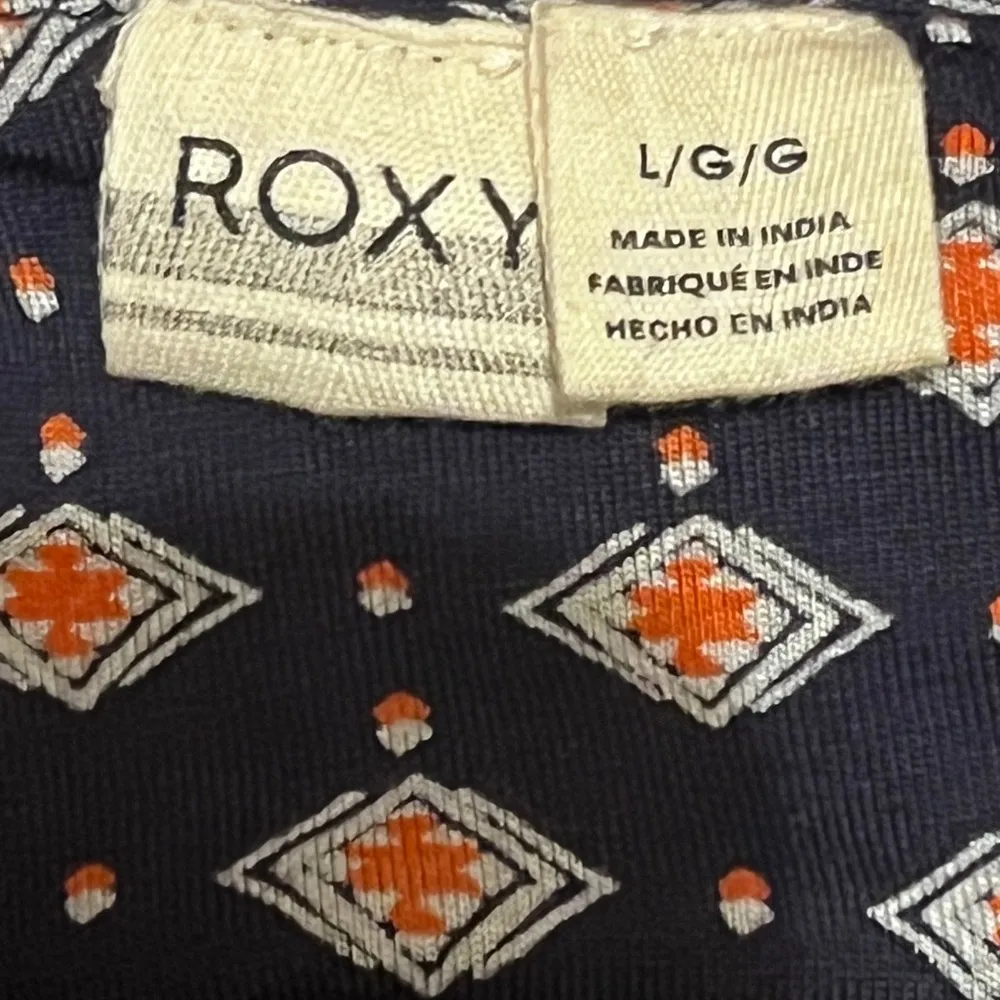 ROXY
L/G/G
MADE IN INDIA
FABRIQUÉ EN INDE
HECHO EN INDIA